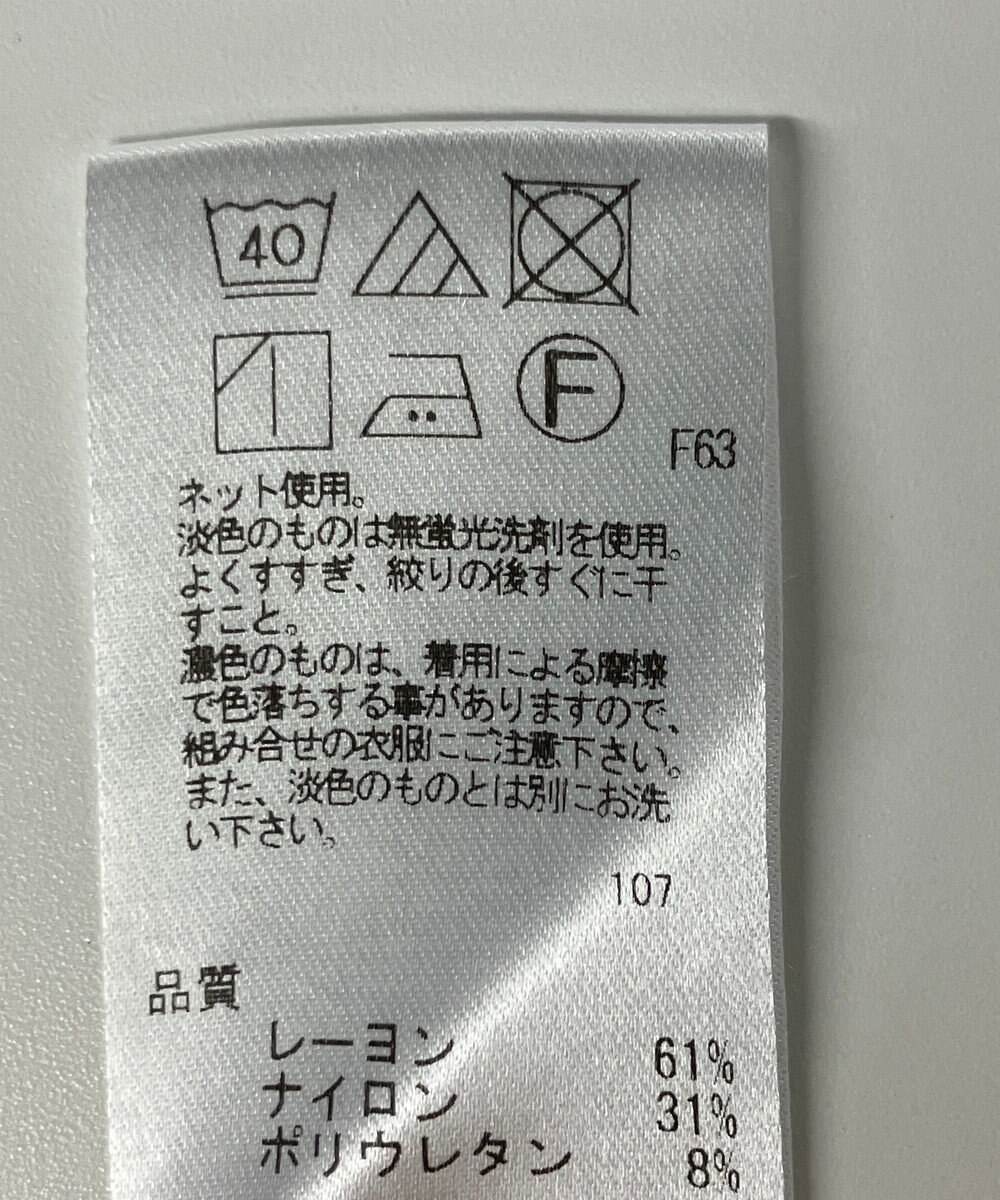 40
F
F63
ネット使用。
淡色のものは無蛍光洗剤を使用。
よくすすぎ、絞りの後すぐに干
すこと。
濃色のものは、着用による摩擦
で色落ちする事がありますので、
組み合せの衣服にご注意下さい。
また、淡色のものとは別にお洗
い下さい。
107
品質
レーヨン 61%
ナイロン 31%
ポリウレタン 8%